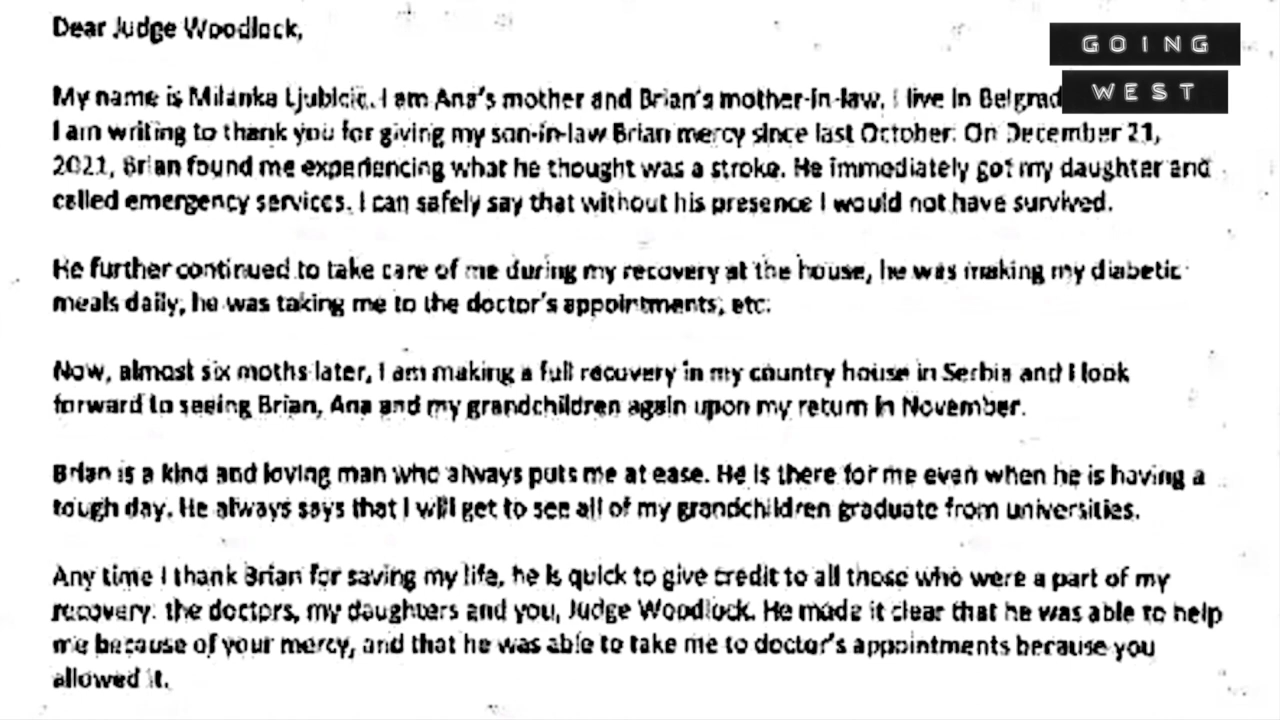 Dear Judge Woodlock,
GOING
WEST
My name is Milanka Ljubicic. I am Ana's mother and Brian's mother-in-law. I live in Belgrad
I am writing to thank you for giving my son-in-law Brian mercy since last October. On December 21,
2021, Brian found me experiencing what he thought was a stroke. He immediately got my daughter and
called emergency services. I can safely say that without his presence I would not have survived.
He further continued to take care of me during my recovery at the house, he was making my diabetic
meals daily, he was taking me to the doctor's appointments, etc.
Now, almost six moths later, I am making a full recovery in my country house in Serbia and I look
forward to seeing Brian, Ana and my grandchildren again upon my return in November.
Brian is a kind and loving man who always puts me at ease. He is there for me even when he is having a
tough day. He always says that I will get to see all of my grandchildren graduate from universities.
Any time I thank Brian for saving my life, he is quick to give credit to all those who were a part of my
recovery: the doctors, my daughters and you, Judge Woodlock. He made it clear that he was able to help
me because of your mercy, and that he was able to take me to doctor's appointments because you
allowed it.